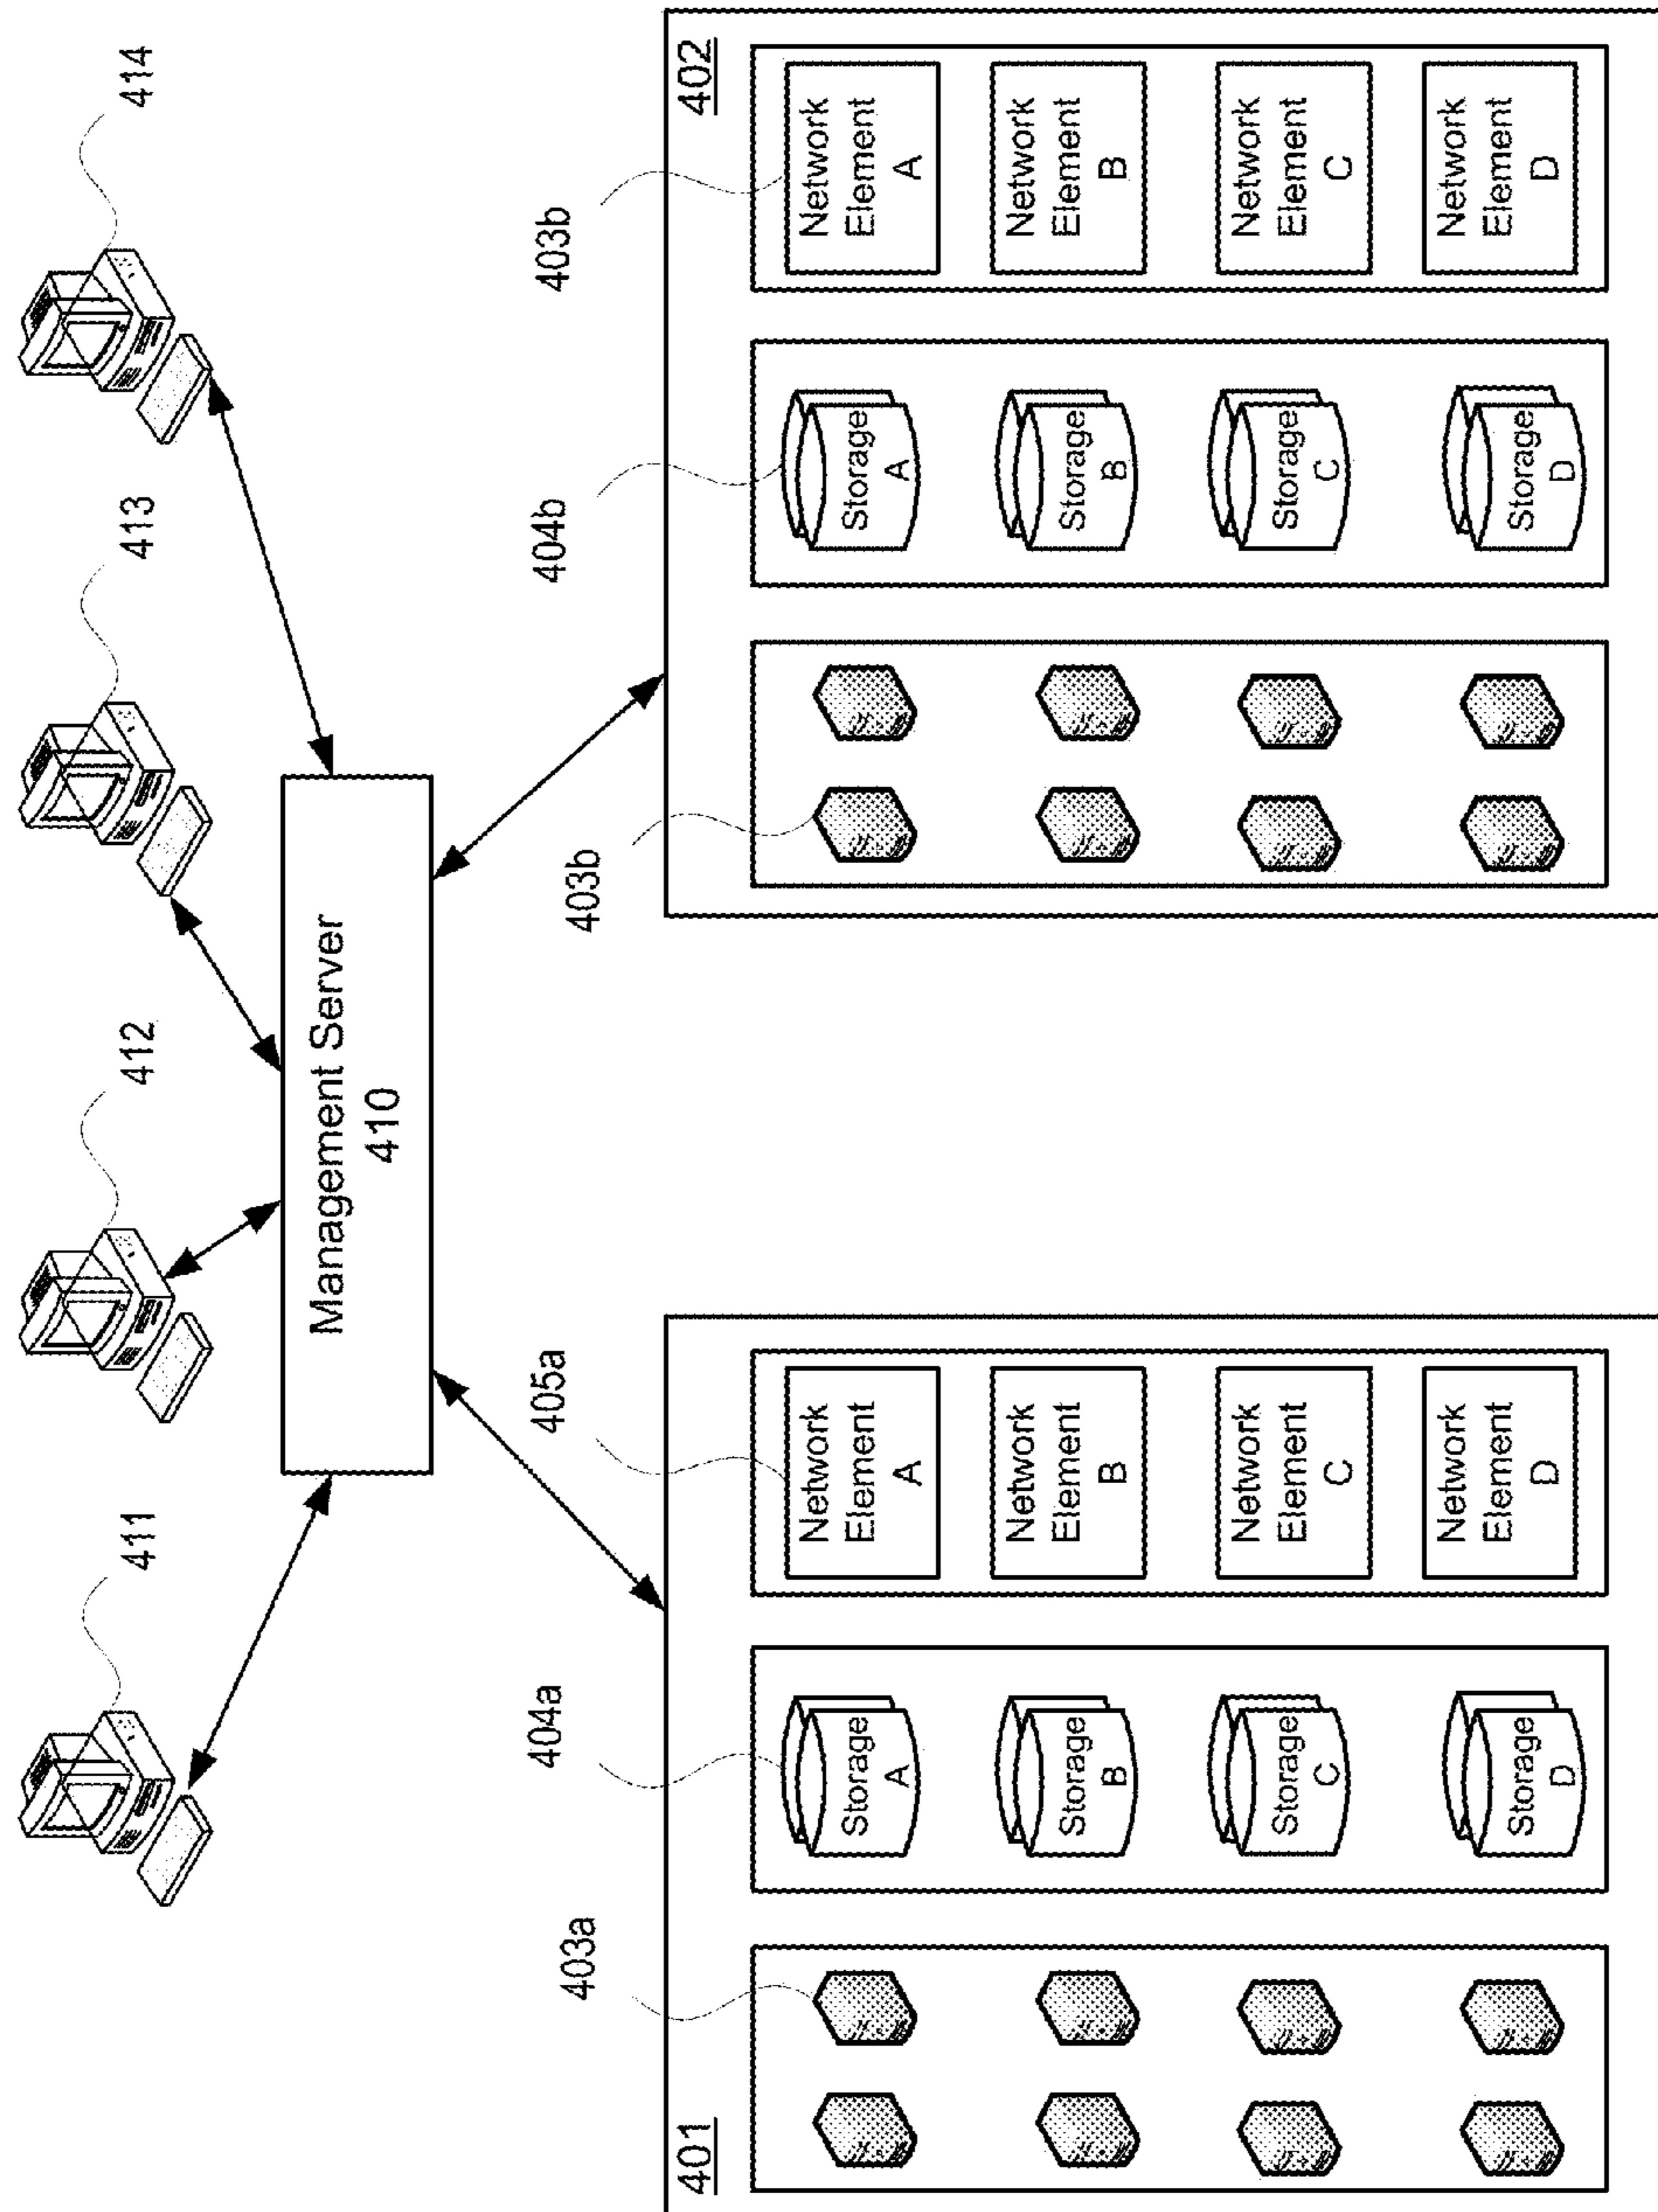 411
412
413
414
Management Server
410
401
403a
404a
405a
Storage
A
Storage
B
Storage
C
Storage
D
Network
Element
A
Network
Element
B
Network
Element
C
Network
Element
D
402
403b
404b
403b
Storage
A
Storage
B
Storage
C
Storage
D
Network
Element
A
Network
Element
B
Network
Element
C
Network
Element
D